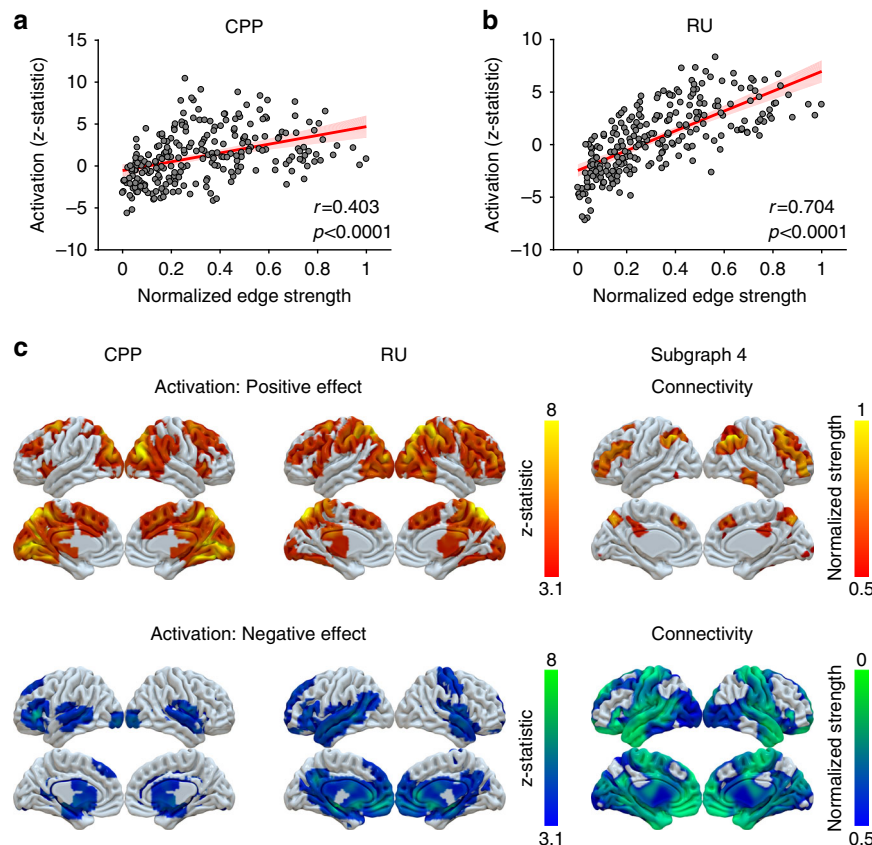 a
CPP
Activation (z-statistic)
15
10
5
0
−5
−10
0
0.2
0.4
0.6
0.8
1
Normalized edge strength
r=0.403
p<0.0001
b
RU
Activation (z-statistic)
10
5
0
−5
−10
0
0.2
0.4
0.6
0.8
1
Normalized edge strength
r=0.704
p<0.0001
c
CPP
RU
Subgraph 4
Activation: Positive effect
Connectivity
8
z-statistic
3.1
1
Normalized strength
0.5
Activation: Negative effect
Connectivity
8
z-statistic
3.1
0
Normalized strength
0.5